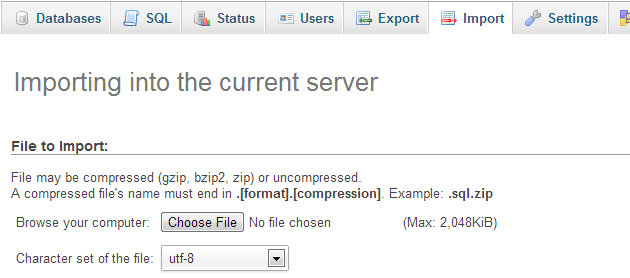 Databases SQL Status Users Export Import Settings
Importing into the current server
File to Import:
File may be compressed (gzip, bzip2, zip) or uncompressed.
A compressed file's name must end in .[format].[compression]. Example: .sql.zip
Browse your computer: Choose File No file chosen (Max: 2,048KiB)
Character set of the file: utf-8